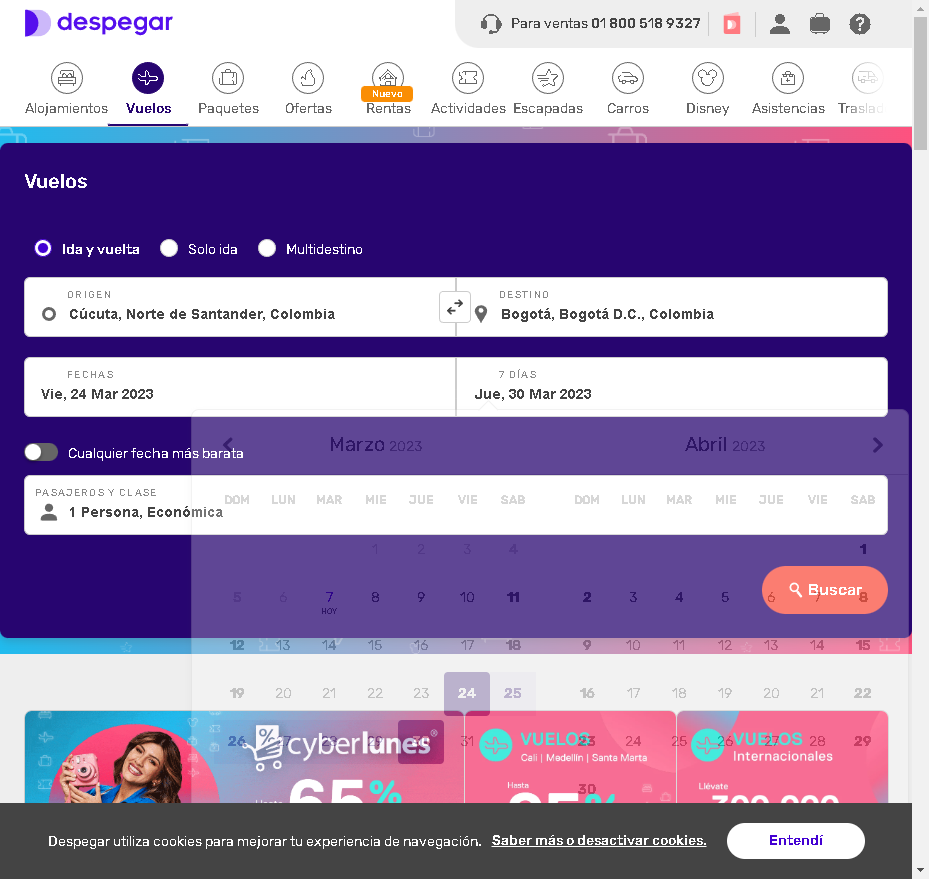 despegar
Para ventas 01 800 518 9327
Alojamientos
Vuelos
Paquetes
Ofertas
Nuevo
Rentas
Actividades
Escapadas
Carros
Disney
Asistencias
Traslad
Vuelos
Ida y vuelta
Solo ida
Multidestino
ORIGEN
Cúcuta, Norte de Santander, Colombia
DESTINO
Bogotá, Bogotá D.C., Colombia
FECHAS
Vie, 24 Mar 2023
7 DÍAS
Jue, 30 Mar 2023
Cualquier fecha más barata
Marzo 2023
Abril 2023
PASAJEROS Y CLASE
1 Persona, Económica
DOM LUN MAR MIE JUE VIE SAB
DOM LUN MAR MIE JUE VIE SAB
1 2 3 4
1
5 6 7 8 9 10 11
HOY
2 3 4 5 6 7 8
Buscar
12 13 14 15 16 17 18
9 10 11 12 13 14 15
19 20 21 22 23 24 25
16 17 18 19 20 21 22
26 27 28 29 30 31
23 24 25 26 27 28 29
30
cyberlunes®
Hasta
65%
VUELOS
Cali | Medellín | Santa Marta
Hasta
VUELOS
Internacionales
Llévate
Despegar utiliza cookies para mejorar tu experiencia de navegación. Saber más o desactivar cookies.
Entendí